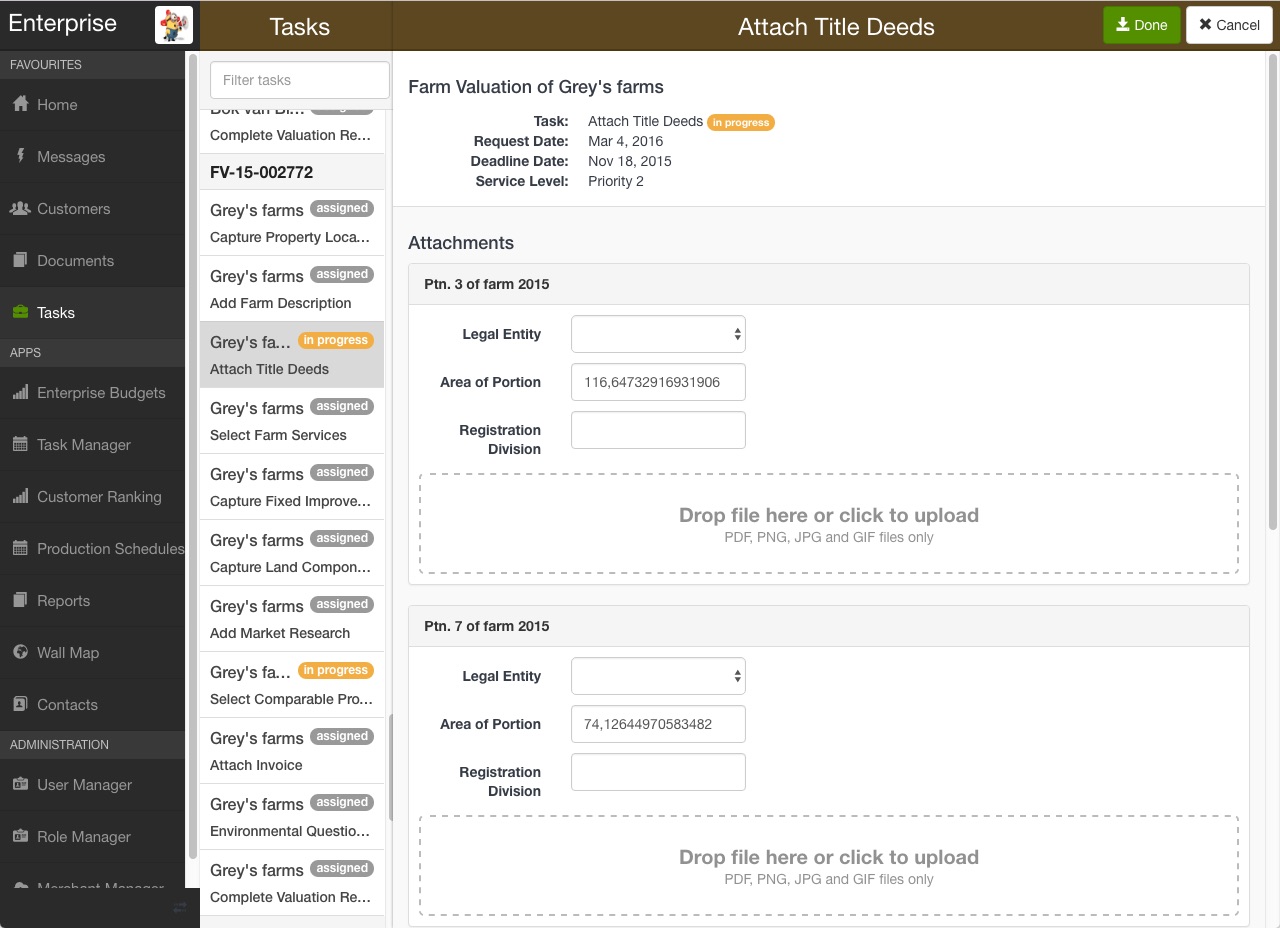 Enterprise
Tasks
Attach Title Deeds
Done
Cancel
FAVOURITES
Home
Messages
Customers
Documents
Tasks
APPS
Enterprise Budgets
Task Manager
Customer Ranking
Production Schedules
Reports
Wall Map
Contacts
ADMINISTRATION
User Manager
Role Manager
Merchant Manager
Filter tasks
Bok Van Bl...
Complete Valuation Re...
FV-15-002772
Grey's farms assigned
Capture Property Loca...
Grey's farms assigned
Add Farm Description
Grey's fa... in progress
Attach Title Deeds
Grey's farms assigned
Select Farm Services
Grey's farms assigned
Capture Fixed Improve...
Grey's farms assigned
Capture Land Compon...
Grey's farms assigned
Add Market Research
Grey's fa... in progress
Select Comparable Pro...
Grey's farms assigned
Attach Invoice
Grey's farms assigned
Environmental Questio...
Grey's farms assigned
Complete Valuation Re...
Farm Valuation of Grey's farms
Task: Attach Title Deeds in progress
Request Date: Mar 4, 2016
Deadline Date: Nov 18, 2015
Service Level: Priority 2
Attachments
Ptn. 3 of farm 2015
Legal Entity
Area of Portion 116,64732916931906
Registration
Division
Drop file here or click to upload
PDF, PNG, JPG and GIF files only
Ptn. 7 of farm 2015
Legal Entity
Area of Portion 74,12644970583482
Registration
Division
Drop file here or click to upload
PDF, PNG, JPG and GIF files only